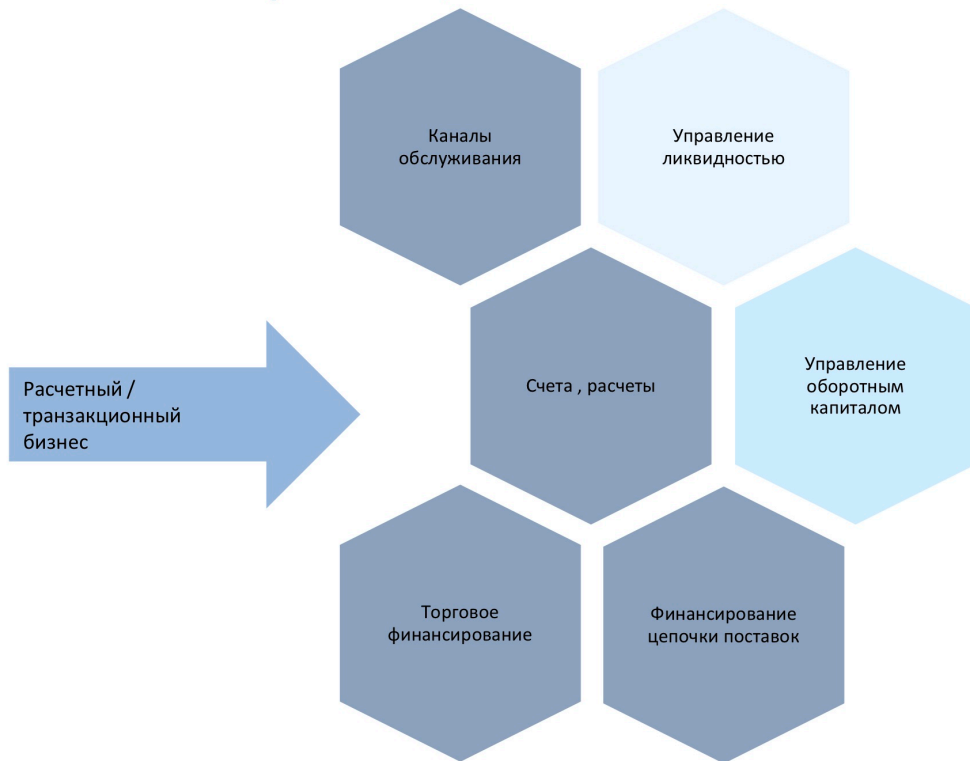 Каналы
обслуживания
Управление
ликвидностью
Расчетный /
транзакционный
бизнес
Счета , расчеты
Управление
оборотным
капиталом
Торговое
финансирование
Финансирование
цепочки поставок